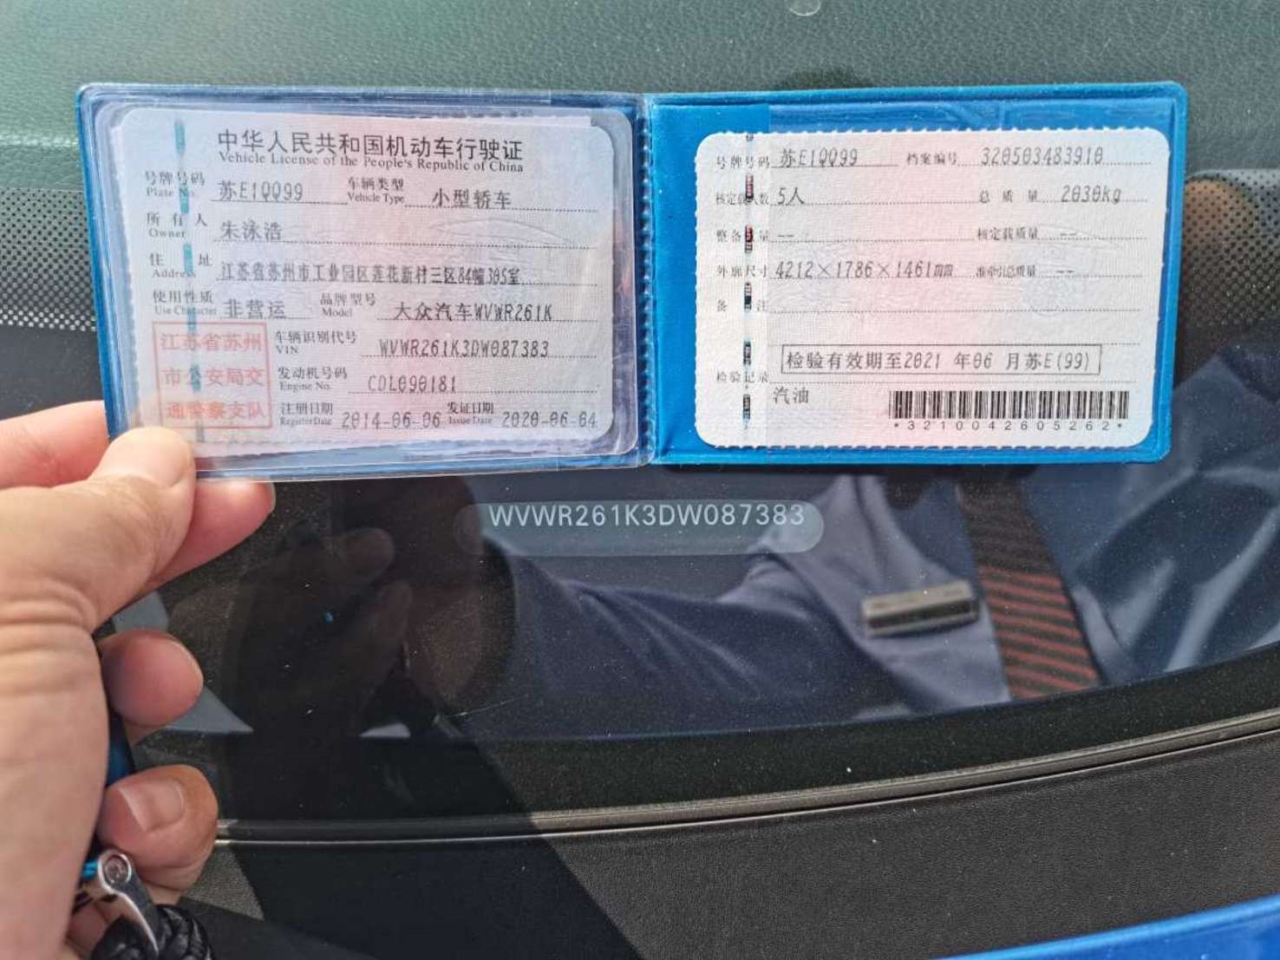 中华人民共和国机动车行驶证
Vehicle License of the People's Republic of China
号牌号码 苏E1QQ99 车辆类型 小型轿车
Plate No. Vehicle Type
所有人 朱泳浩
Owner
住址 江苏省苏州市工业园区莲花新村三区84幢305室
Address
使用性质 非营运 品牌型号 大众汽车WVWR261K
Use Character Model
江苏省苏州
市公安局交
通警察支队
车辆识别代号 WVWR261K3DW087383
VIN
发动机号码 CDL090181
Engine No.
注册日期 2014-06-06 发证日期 2020-06-04
Register Date Issue Date
号牌号码 苏E1QQ99 档案编号 320503483910
核定载人数 5人 总质量 2030kg
整备质量 -- 核定载质量 --
外廓尺寸 4212×1786×1461mm 准牵引总质量 --
备注
检验有效期至2021 年06 月苏E(99)
检验记录
汽油
*3210042605262*
WVWR261K3DW087383